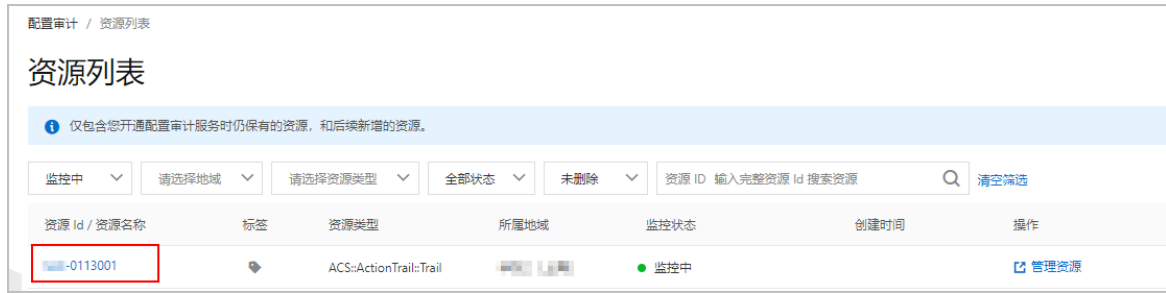 配置审计 / 资源列表
资源列表
仅包含您开通配置审计服务时仍保有的资源，和后续新增的资源。
监控中 请选择地域 请选择资源类型 全部状态 未删除 资源 ID 输入完整资源 Id 搜索资源 清空筛选
资源 Id / 资源名称 标签 资源类型 所属地域 监控状态 创建时间 操作
-0113001 ACS::ActionTrail::Trail 监控中 管理资源